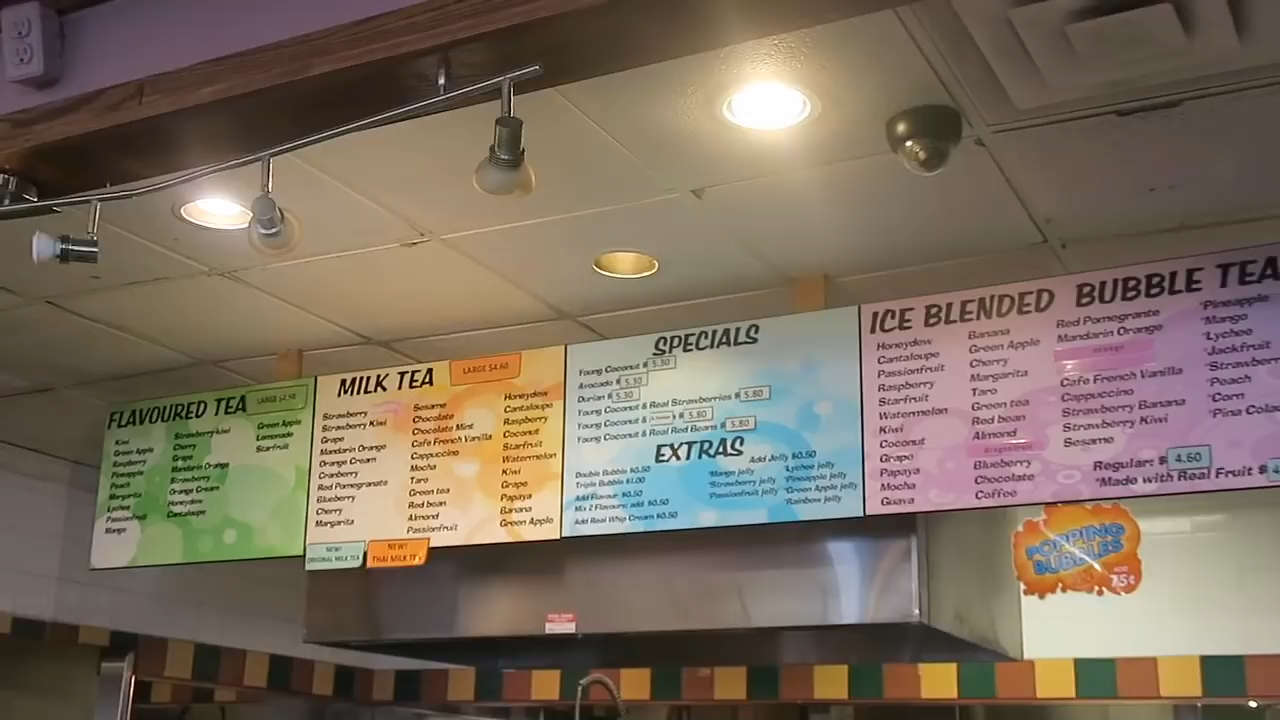 FLAVOURED TEA
LARGE $4.50
Kiwi
Green Apple
Raspberry
Pineapple
Peach
Margarita
Lychee
Passionfruit
Mango
Strawberry kiwi
Cherry
Grape
Mandarin Orange
Strawberry
Orange Cream
Honeydew
Cantaloupe
Green Apple
Lemonade
Starfruit
MILK TEA
LARGE $4.60
Strawberry
Strawberry Kiwi
Grape
Mandarin Orange
Orange Cream
Cranberry
Red Pomegranate
Blueberry
Cherry
Margarita
Sesame
Chocolate
Chocolate Mint
Cafe French Vanilla
Cappuccino
Mocha
Taro
Green tea
Red bean
Almond
Passionfruit
Honeydew
Cantaloupe
Raspberry
Coconut
Starfruit
Watermelon
Kiwi
Grape
Papaya
Banana
Green Apple
NEW!
ORIGINAL MILK TEA
NEW!
THAI MILK TEA
SPECIALS
Young Coconut $ 5.30
Avocado $ 5.30
Durian $ 5.30
Young Coconut & Real Strawberries $ 5.80
Young Coconut & $ 5.80
Young Coconut & Real Red Beans $ 5.80
EXTRAS
Double Bubble $0.50
Triple Bubble $1.00
Add Flavour $0.50
Mix 2 Flavours: add $0.50
Add Real Whip Cream $0.50
Add Jelly $0.50
*Mango jelly
*Strawberry jelly
*Passionfruit jelly
*Lychee jelly
*Pineapple jelly
*Green Apple jelly
*Rainbow jelly
ICE BLENDED BUBBLE TEA
Honeydew
Cantaloupe
Passionfruit
Raspberry
Starfruit
Watermelon
Kiwi
Coconut
Grape
Papaya
Mocha
Guava
Banana
Green Apple
Cherry
Margarita
Taro
Green tea
Red bean
Almond
Dragonfruit
Blueberry
Chocolate
Coffee
Red Pomegrante
Mandarin Orange
Cafe French Vanilla
Cappuccino
Strawberry Banana
Strawberry Kiwi
Sesame
*Pineapple
*Mango
*Lychee
*Jackfruit
*Strawberr
*Peach
*Corn
*Pina Cola
Regular: $ 4.60
*Made with Real Fruit $
POPPING
BUBBLES
ADD
75¢